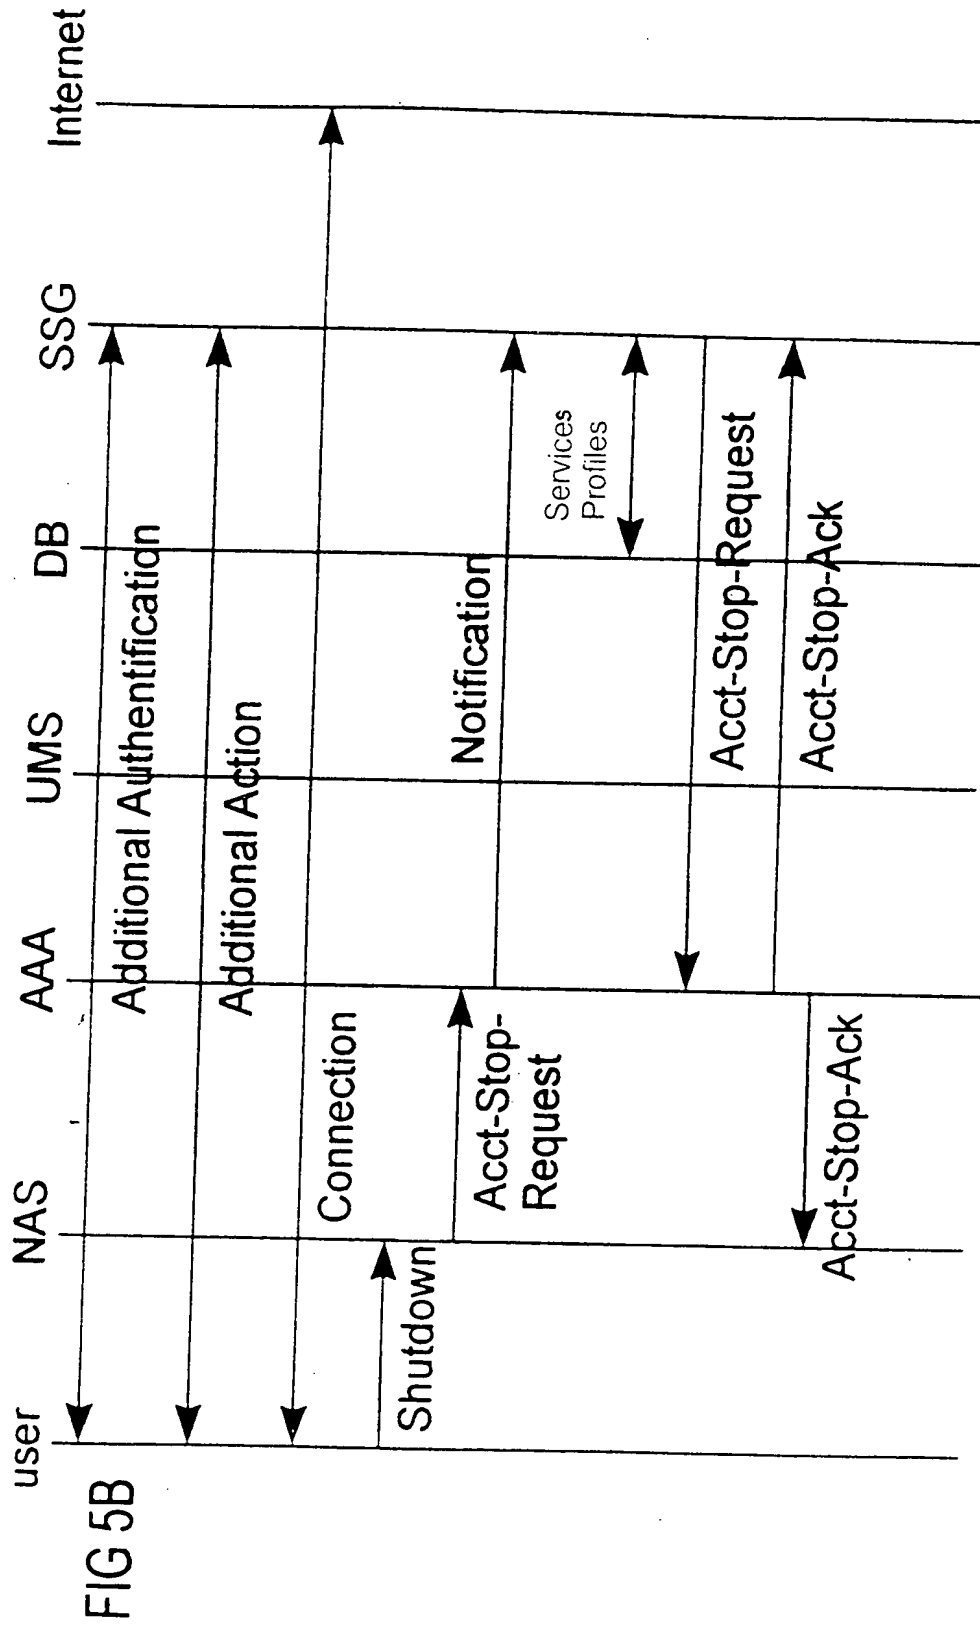 FIG 5B
user
NAS
AAA
UMS
DB
SSG
Internet
Additional Authentification
Additional Action
Connection
Shutdown
Acct-Stop-
Request
Notification
Services
Profiles
Acct-Stop-Request
Acct-Stop-Ack
Acct-Stop-Ack